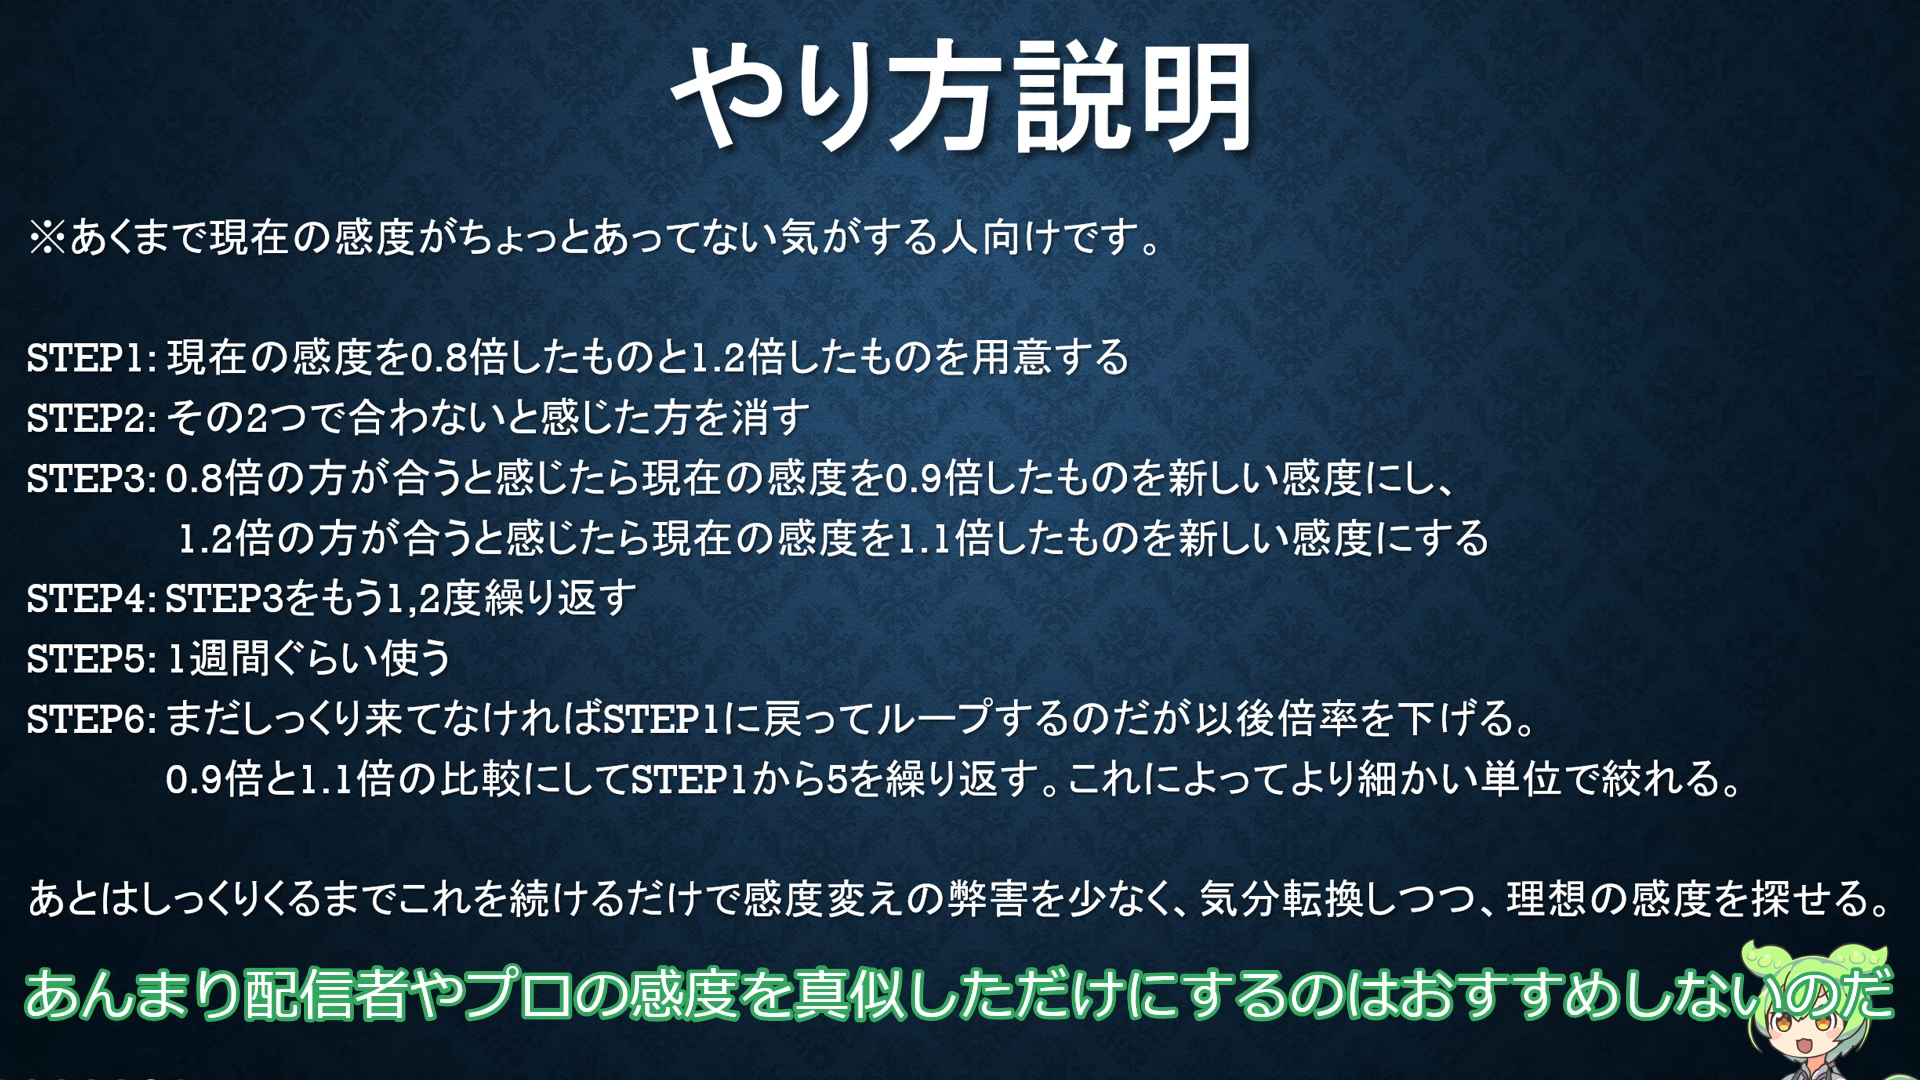 やり方説明
※あくまで現在の感度がちょっとあってない気がする人向けです。
STEP1: 現在の感度を0.8倍したものと1.2倍したものを用意する
STEP2: その2つで合わないと感じた方を消す
STEP3: 0.8倍の方が合うと感じたら現在の感度を0.9倍したものを新しい感度にし、
1.2倍の方が合うと感じたら現在の感度を1.1倍したものを新しい感度にする
STEP4: STEP3をもう1,2度繰り返す
STEP5: 1週間ぐらい使う
STEP6: まだしっくり来てなければSTEP1に戻ってループするのだが以後倍率を下げる。
0.9倍と1.1倍の比較にしてSTEP1から5を繰り返す。これによってより細かい単位で絞れる。
あとはしっくりくるまでこれを続けるだけで感度変えの弊害を少なく、気分転換しつつ、理想の感度を探せる。
あんまり配信者やプロの感度を真似しただけにするのはおすすめしないのだ